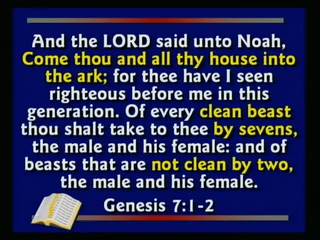 And the LORD said unto Noah,
Come thou and all thy house into
the ark; for thee have I seen
righteous before me in this
generation. Of every clean beast
thou shalt take to thee by sevens,
the male and his female: and of
beasts that are not clean by two,
the male and his female.
Genesis 7:1-2